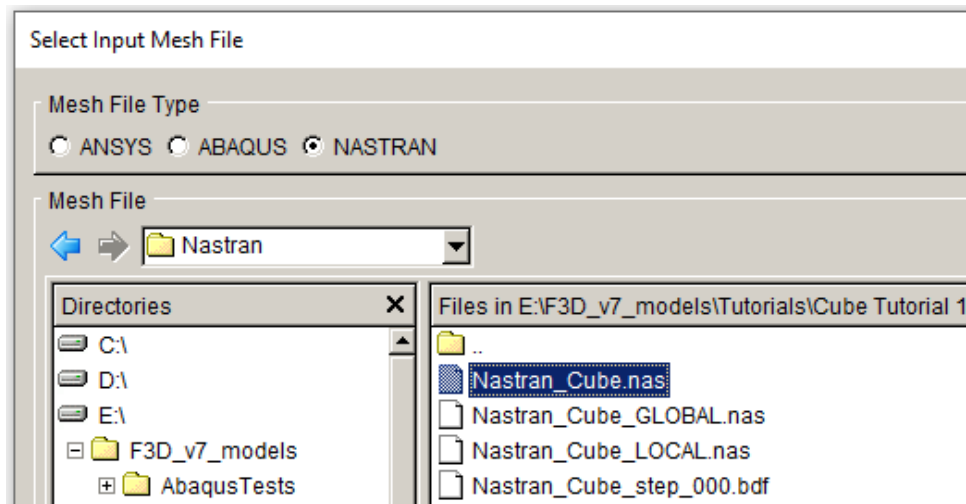 Select Input Mesh File
Mesh File Type
ANSYS ABAQUS NASTRAN
Mesh File
Nastran
Directories
C:\
D:\
E:\
F3D_v7_models
AbaqusTests
Files in E:\F3D_v7_models\Tutorials\Cube Tutorial 1
..
Nastran_Cube.nas
Nastran_Cube_GLOBAL.nas
Nastran_Cube_LOCAL.nas
Nastran_Cube_step_000.bdf